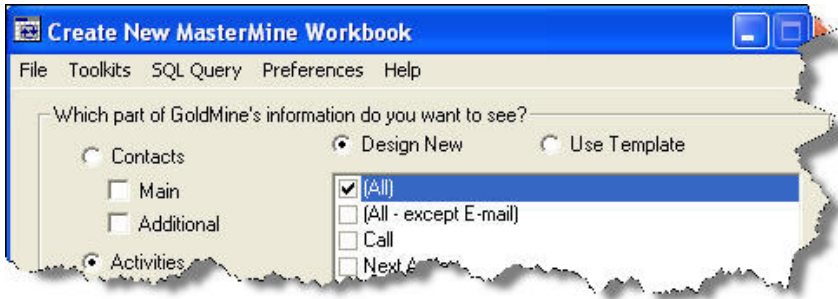 Create New MasterMine Workbook
File Toolkits SQL Query Preferences Help
Which part of GoldMine's information do you want to see?
Contacts
Design New
Use Template
Main
Additional
Activities
(All)
(All - except E-mail)
Call
Next